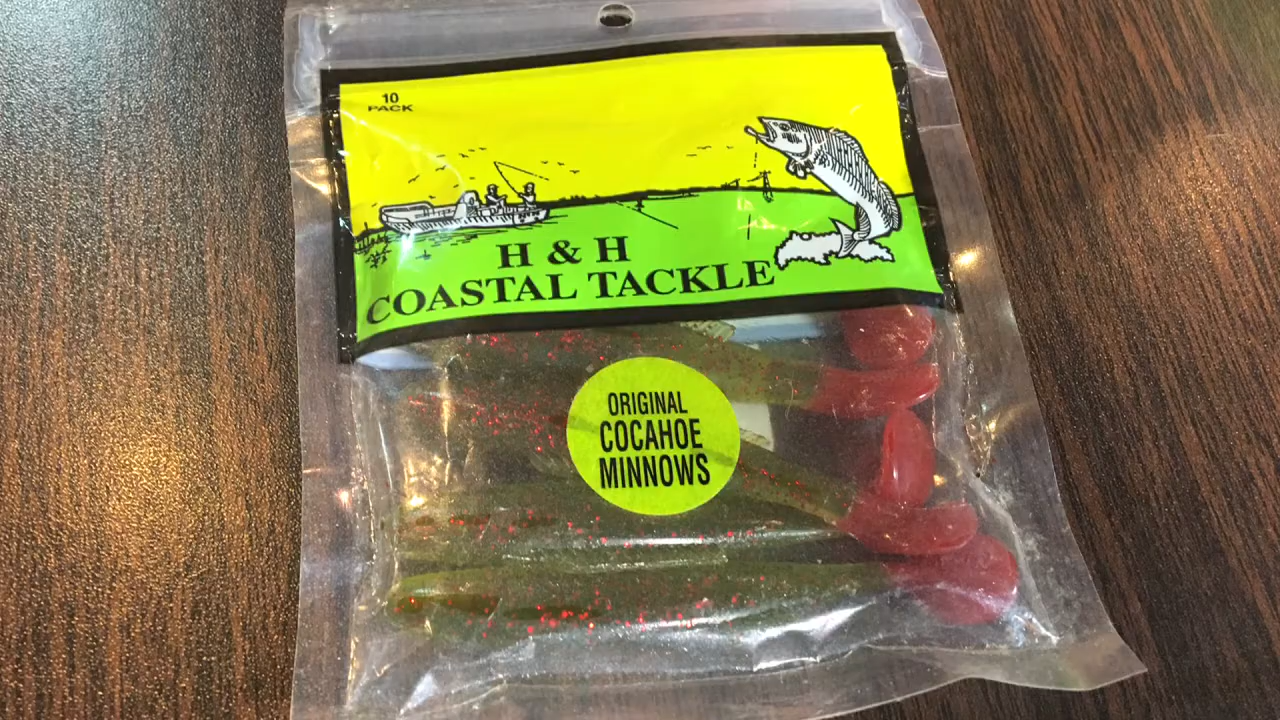 10
PACK
H & H
COASTAL TACKLE
ORIGINAL
COCAHOE
MINNOWS